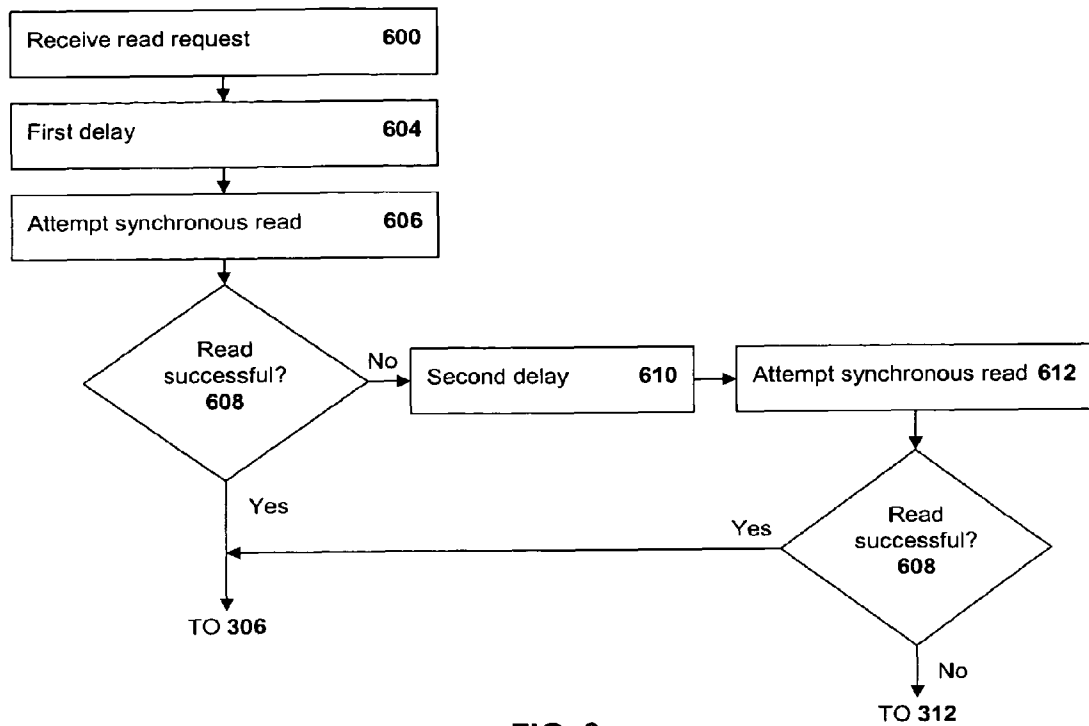 Receive read request 600
First delay 604
Attempt synchronous read 606
Read
successful?
608
No
Second delay 610
Attempt synchronous read 612
Yes
Yes
Read
successful?
608
TO 306
No
TO 312